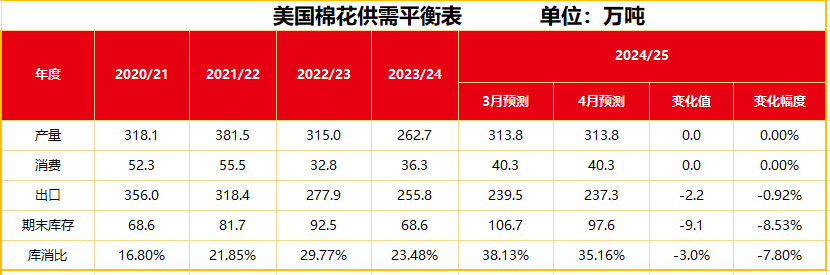 美国棉花供需平衡表 单位：万吨
年度 2020/21 2021/22 2022/23 2023/24 2024/25
3月预测 4月预测 变化值 变化幅度
产量 318.1 381.5 315.0 262.7 313.8 313.8 0.0 0.00%
消费 52.3 55.5 32.8 36.3 40.3 40.3 0.0 0.00%
出口 356.0 318.4 277.9 255.8 239.5 237.3 -2.2 -0.92%
期末库存 68.6 81.7 92.5 68.6 106.7 97.6 -9.1 -8.53%
库消比 16.80% 21.85% 29.77% 23.48% 38.13% 35.16% -3.0% -7.80%